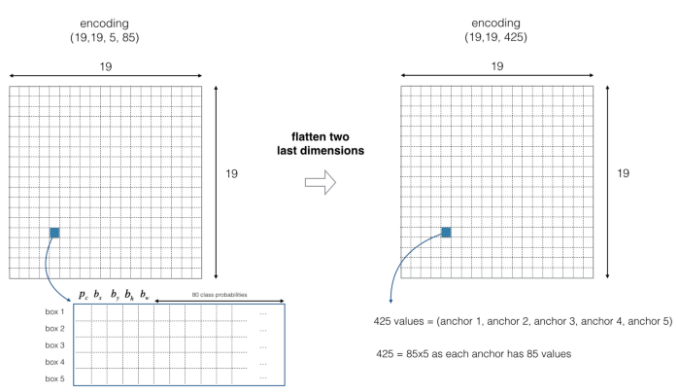 encoding
(19,19, 5, 85)
19
19
flatten two
last dimensions
encoding
(19,19, 425)
19
19
p_c b_x b_y b_h b_w
80 class probabilities
box 1 ...
box 2 ...
box 3 ...
box 4 ...
box 5 ...
425 values = (anchor 1, anchor 2, anchor 3, anchor 4, anchor 5)
425 = 85x5 as each anchor has 85 values